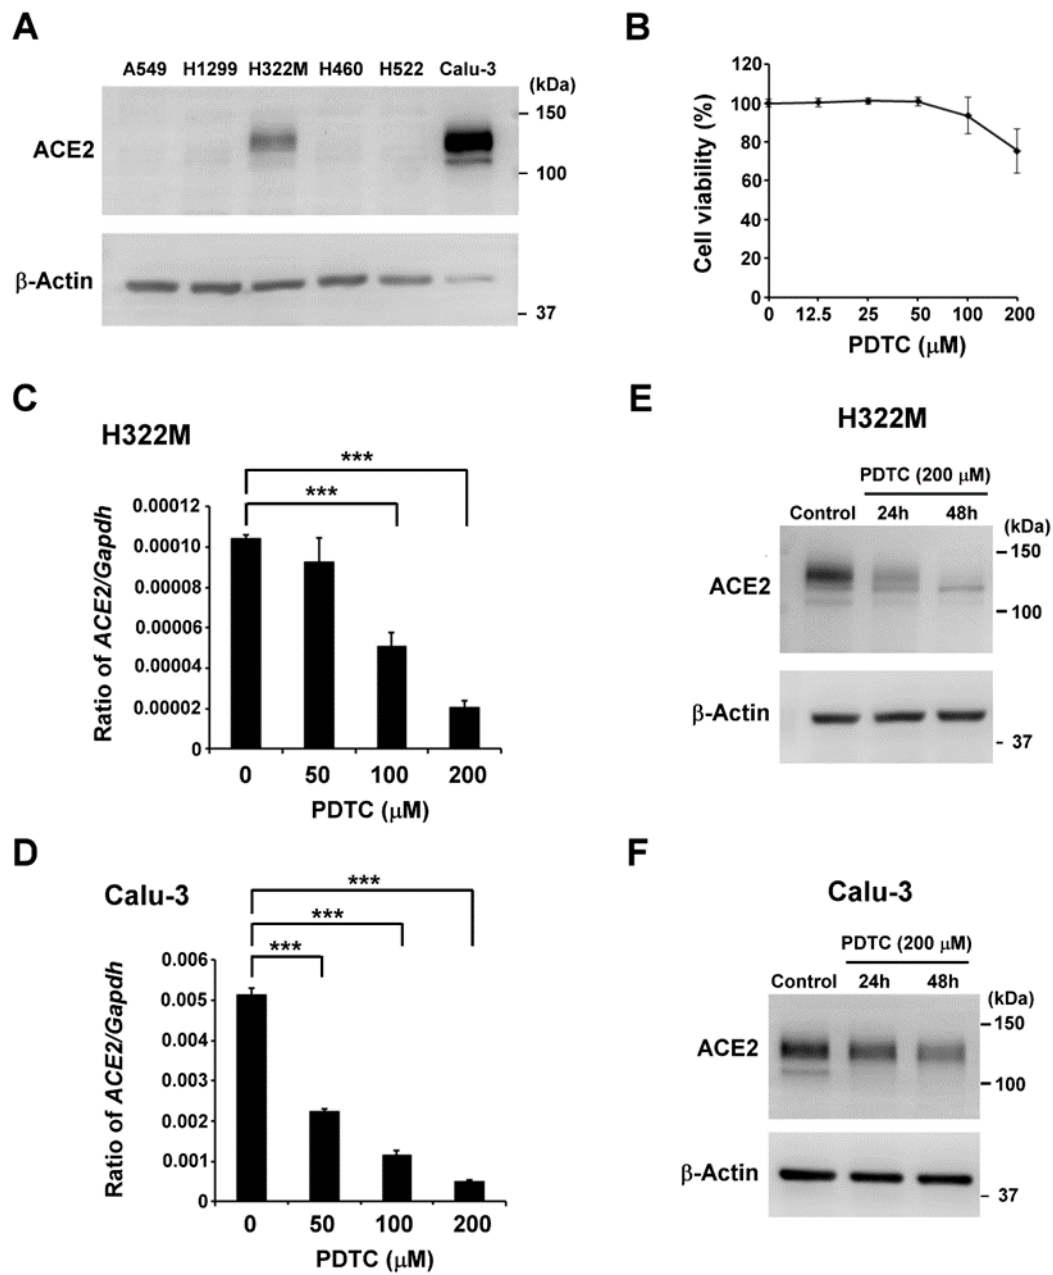 A
A549 H1299 H322M H460 H522 Calu-3
(kDa)
150
ACE2
100
β-Actin
37
B
120
100
80
60
40
20
0
Cell viability (%)
0 12.5 25 50 100 200
PDTC (μM)
C
H322M
***
***
0.00012
0.00010
0.00008
0.00006
0.00004
0.00002
0
Ratio of ACE2/Gapdh
0 50 100 200
PDTC (μM)
E
H322M
PDTC (200 μM)
Control 24h 48h
(kDa)
150
ACE2
100
β-Actin
37
D
Calu-3
***
***
***
0.006
0.005
0.004
0.003
0.002
0.001
0
Ratio of ACE2/Gapdh
0 50 100 200
PDTC (μM)
F
Calu-3
PDTC (200 μM)
Control 24h 48h
(kDa)
150
ACE2
100
β-Actin
37